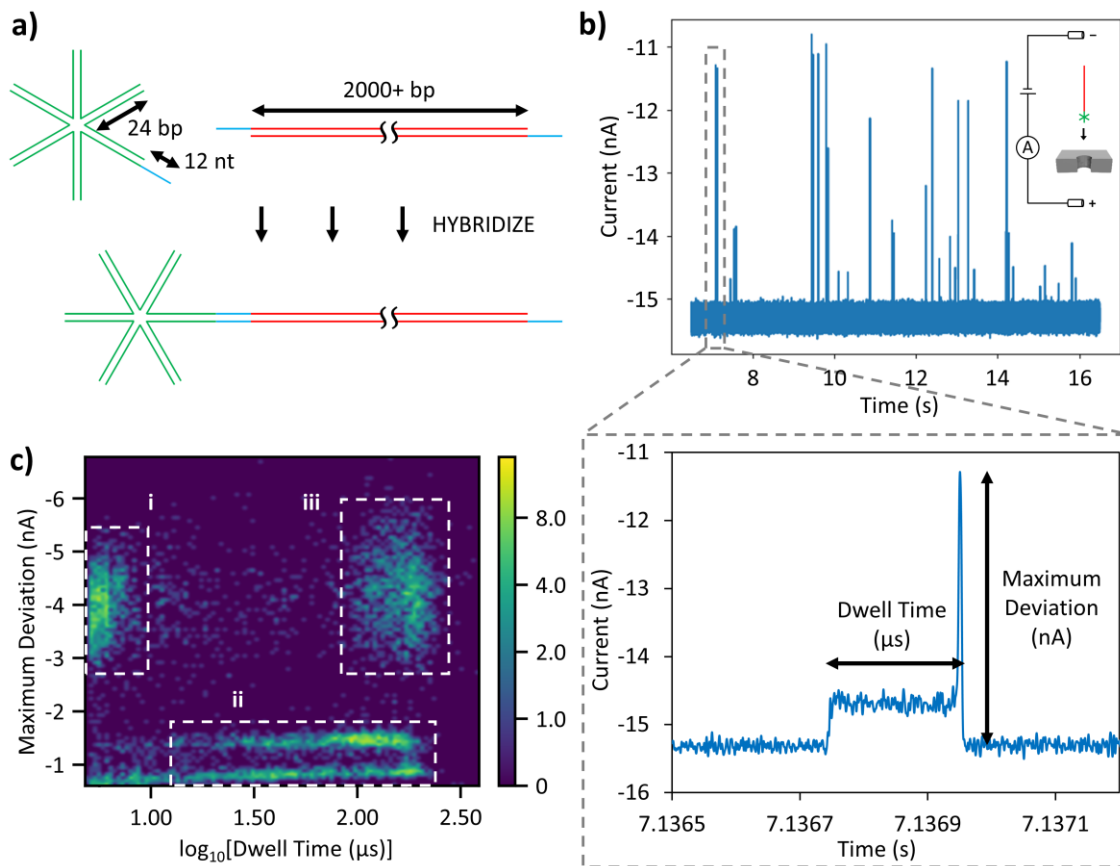 a)
2000+ bp
24 bp
12 nt
HYBRIDIZE
b)
Current (nA)
-11
-12
-13
-14
-15
8
10
12
14
16
Time (s)
−
A
+
c)
Maximum Deviation (nA)
-6
-5
-4
-3
-2
-1
i
iii
ii
1.00
1.50
2.00
2.50
log10[Dwell Time (μs)]
8.0
4.0
2.0
1.0
0
Current (nA)
-11
-12
-13
-14
-15
-16
Dwell Time
(μs)
Maximum
Deviation
(nA)
7.1365
7.1367
7.1369
7.1371
Time (s)